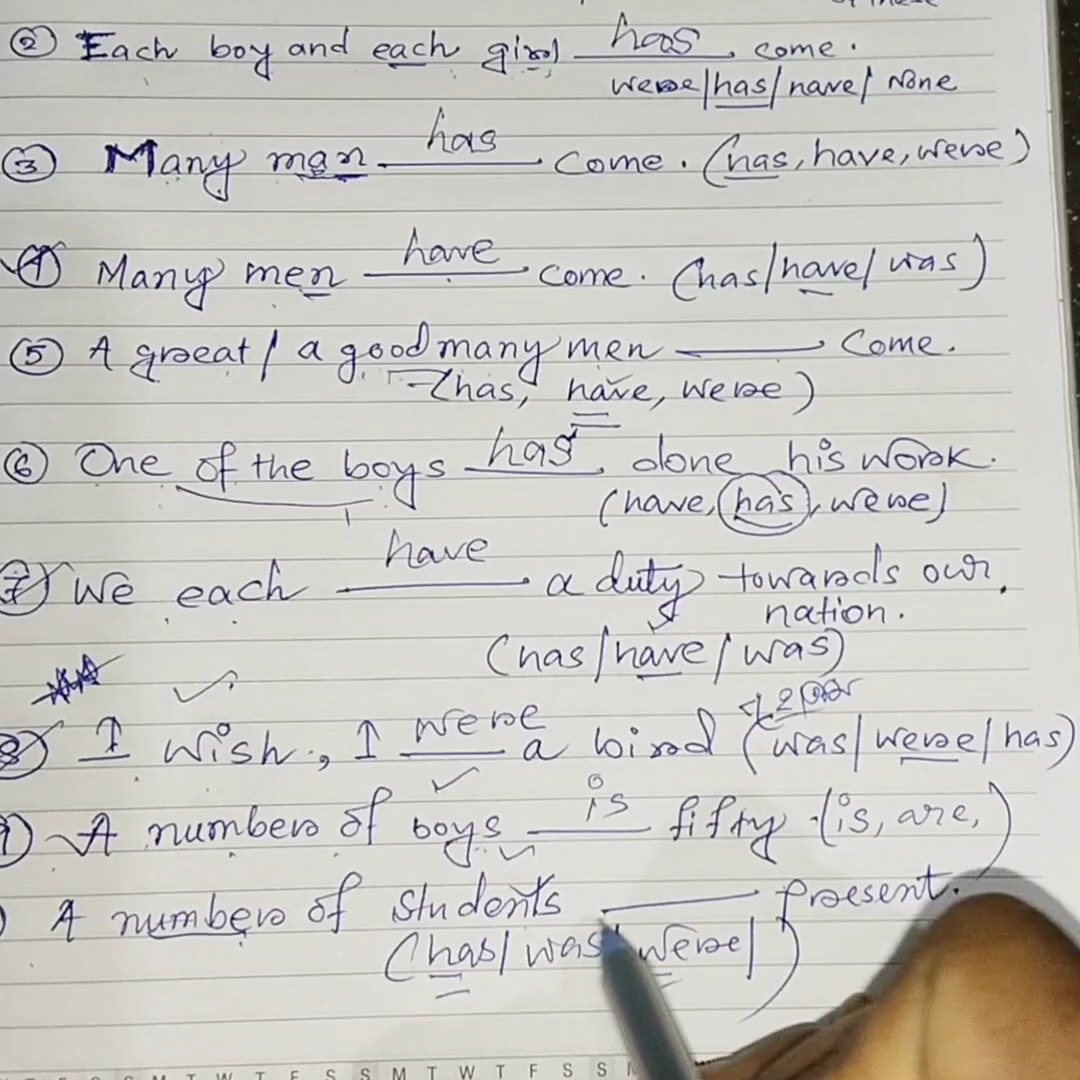 of these
② Each boy and each girl has come.
were/has/have/None
③ Many man has come. (has, have, were)
④ Many men have come. (has/have/was)
⑤ A great/a good many men come.
(has, have, were)
⑥ One of the boys has done his work.
(have, has, were)
7 We each have a duty towards our
nation.
(has/have/was)
8 I wish, I were a bird (was/were/has)
A number of boys is fifty (is, are,)
A number of students present.
(has/was/were/)
S M T W T F S S